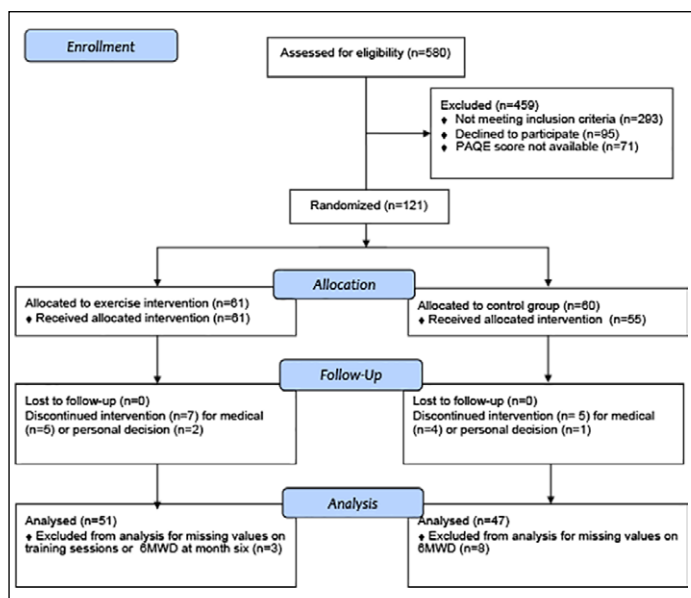 Enrollment
Assessed for eligibility (n=580)
Excluded (n=459)
♦ Not meeting inclusion criteria (n=293)
♦ Declined to participate (n=95)
♦ PAQE score not available (n=71)
Randomized (n=121)
Allocation
Allocated to exercise intervention (n=61)
♦ Received allocated intervention (n=61)
Allocated to control group (n=60)
♦ Received allocated intervention (n=55)
Follow-Up
Lost to follow-up (n=0)
Discontinued intervention (n=7) for medical
(n=5) or personal decision (n=2)
Lost to follow-up (n=0)
Discontinued intervention (n= 5) for medical
(n=4) or personal decision (n=1)
Analysis
Analysed (n=51)
♦ Excluded from analysis for missing values on
training sessions or 6MWD at month six (n=3)
Analysed (n=47)
♦ Excluded from analysis for missing values on
6MWD (n=8)